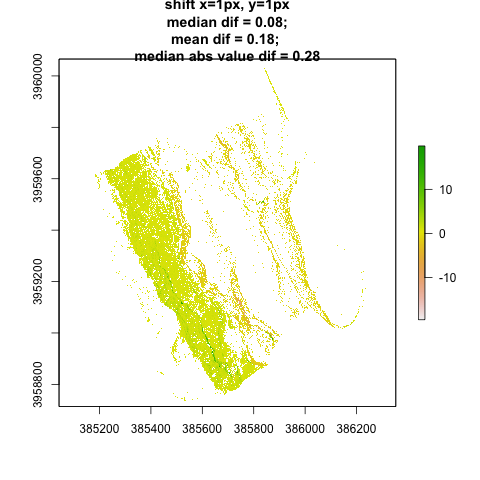 shift x=1px, y=1px
median dif = 0.08;
mean dif = 0.18;
median abs value dif = 0.28
3960000
3959600
3959200
3958800
10
0
-10
385200 385400 385600 385800 386000 386200